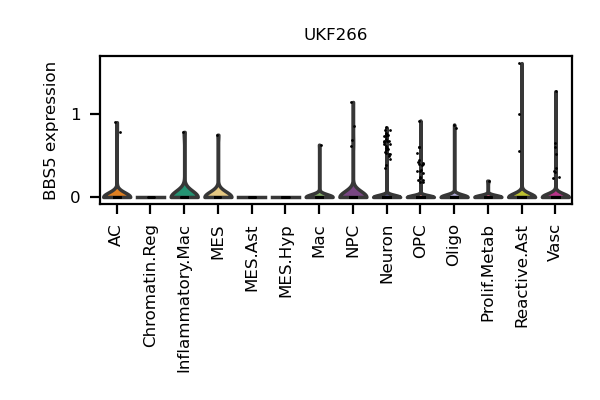 UKF266
BBS5 expression
1
0
AC
Chromatin.Reg
Inflammatory.Mac
MES
MES.Ast
MES.Hyp
Mac
NPC
Neuron
OPC
Oligo
Prolif.Metab
Reactive.Ast
Vasc